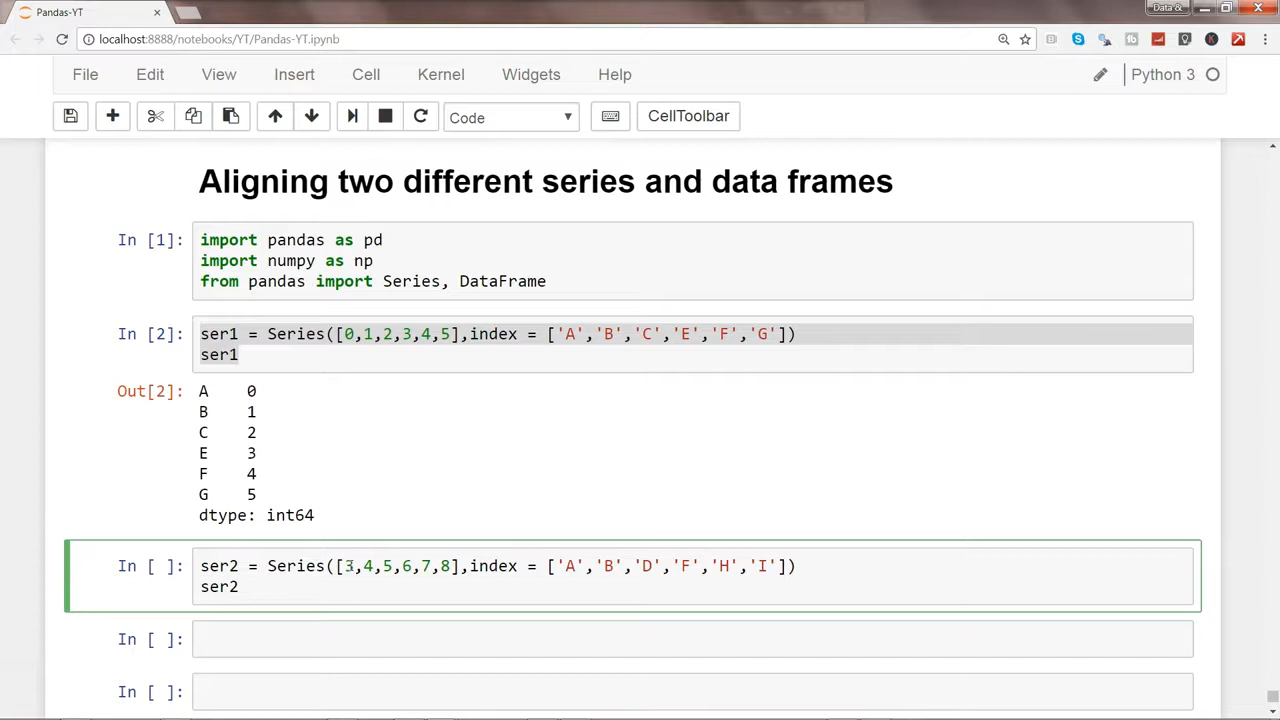 Pandas-YT
Data &
localhost:8888/notebooks/YT/Pandas-YT.ipynb
File Edit View Insert Cell Kernel Widgets Help
Python 3
Code
CellToolbar
Aligning two different series and data frames
In [1]:
import pandas as pd
import numpy as np
from pandas import Series, DataFrame
In [2]:
ser1 = Series([0,1,2,3,4,5],index = ['A','B','C','E','F','G'])
ser1
Out[2]:
A 0
B 1
C 2
E 3
F 4
G 5
dtype: int64
In [ ]:
ser2 = Series([3,4,5,6,7,8],index = ['A','B','D','F','H','I'])
ser2
In [ ]:
In [ ]: